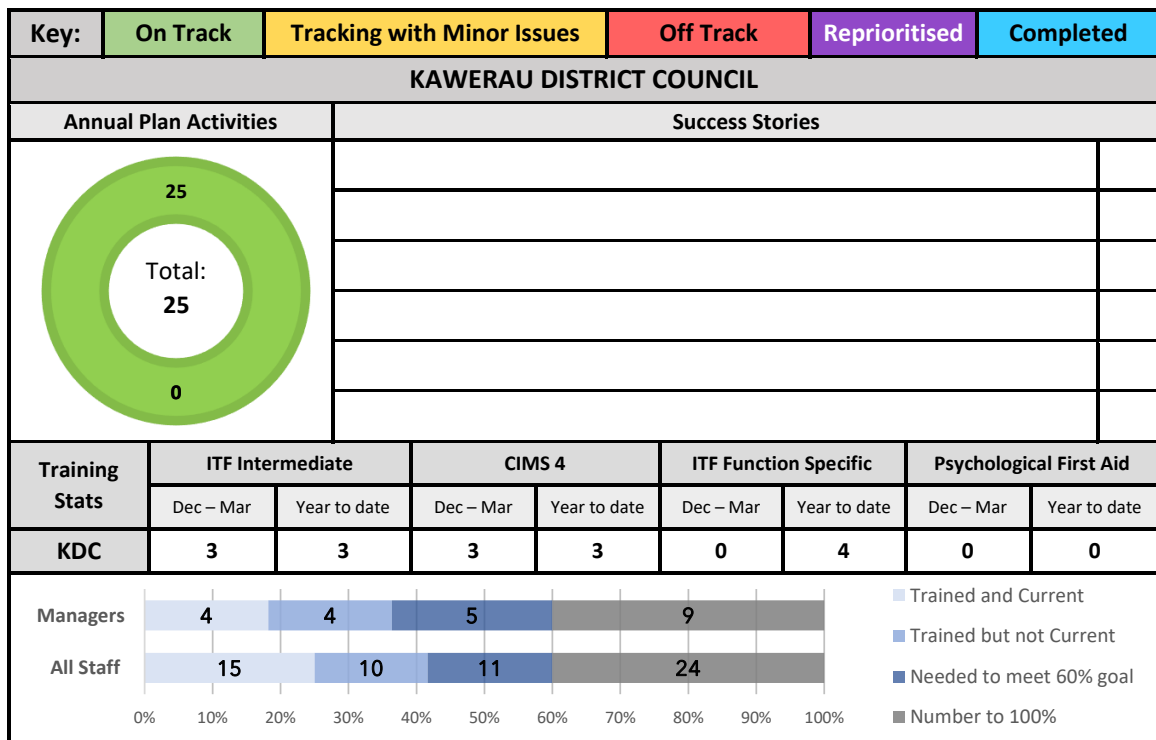 Key: On Track Tracking with Minor Issues Off Track Reprioritised Completed
KAWERAU DISTRICT COUNCIL
Annual Plan Activities Success Stories
25
Total:
25
0
Training Stats ITF Intermediate CIMS 4 ITF Function Specific Psychological First Aid
Dec – Mar Year to date Dec – Mar Year to date Dec – Mar Year to date Dec – Mar Year to date
KDC 3 3 3 3 0 4 0 0
Managers 4 4 5 9
All Staff 15 10 11 24
0% 10% 20% 30% 40% 50% 60% 70% 80% 90% 100%
Trained and Current
Trained but not Current
Needed to meet 60% goal
Number to 100%